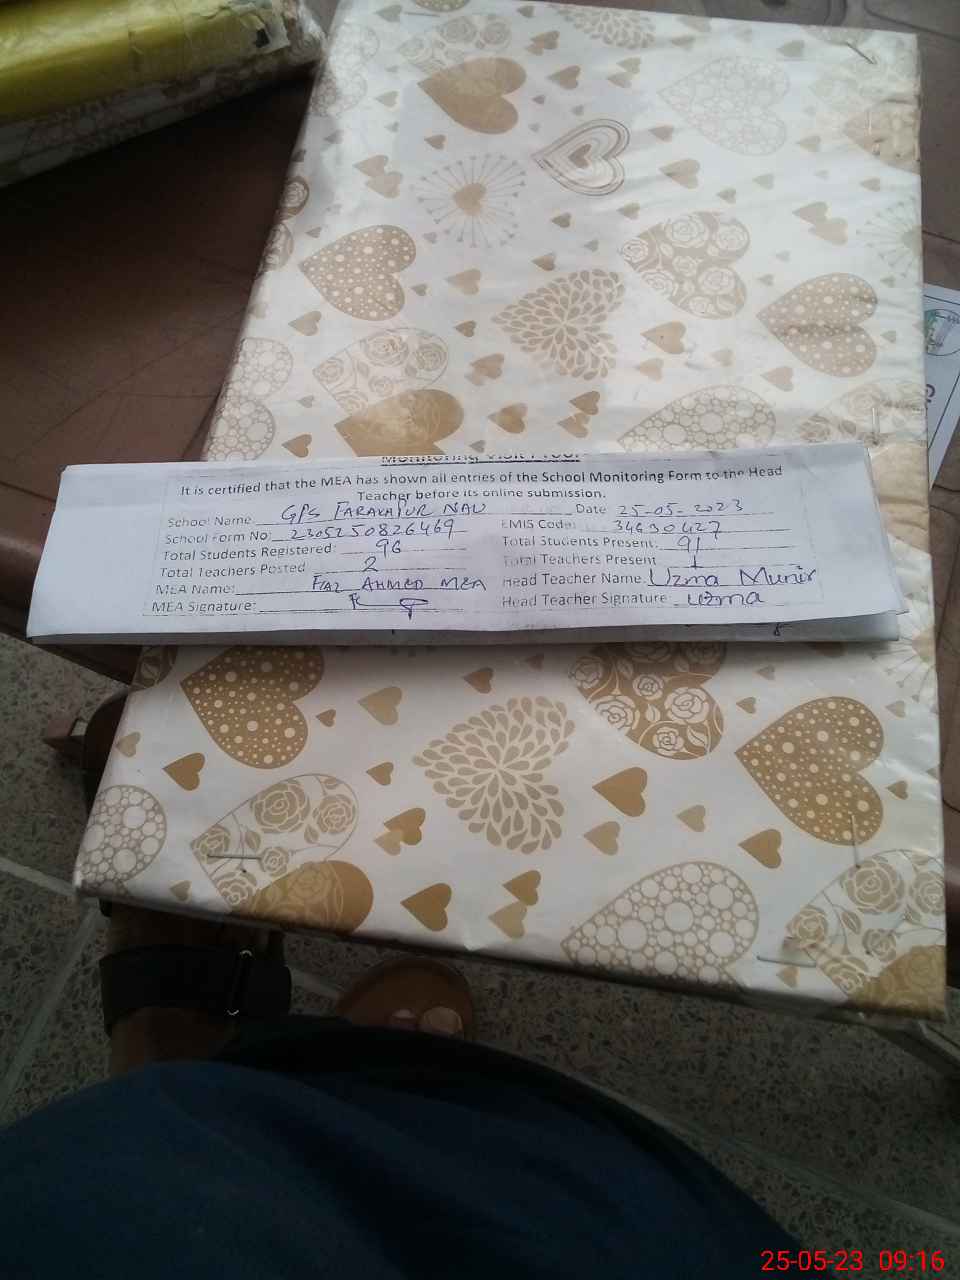 Monitoring Visit Proof
It is certified that the MEA has shown all entries of the School Monitoring Form to the Head
Teacher before its online submission.
School Name: GPS FARAKHPUR NAU Date 25-05-2023
School Form No: 2305250826469 EMIS Code: 34630427
Total Students Registered: 96 Total Students Present: 91
Total Teachers Posted 2 Total Teachers Present 1
MEA Name: FIAZ AHMED MEA Head Teacher Name: Uzma Munir
MEA Signature: Head Teacher Signature: uzma
25-05-23 09:16